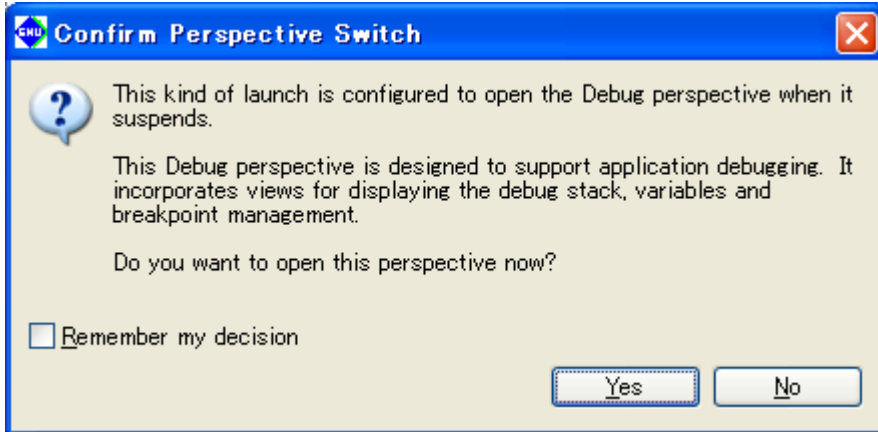 GNU
Confirm Perspective Switch
This kind of launch is configured to open the Debug perspective when it
suspends.
This Debug perspective is designed to support application debugging. It
incorporates views for displaying the debug stack, variables and
breakpoint management.
Do you want to open this perspective now?
Remember my decision
Yes
No